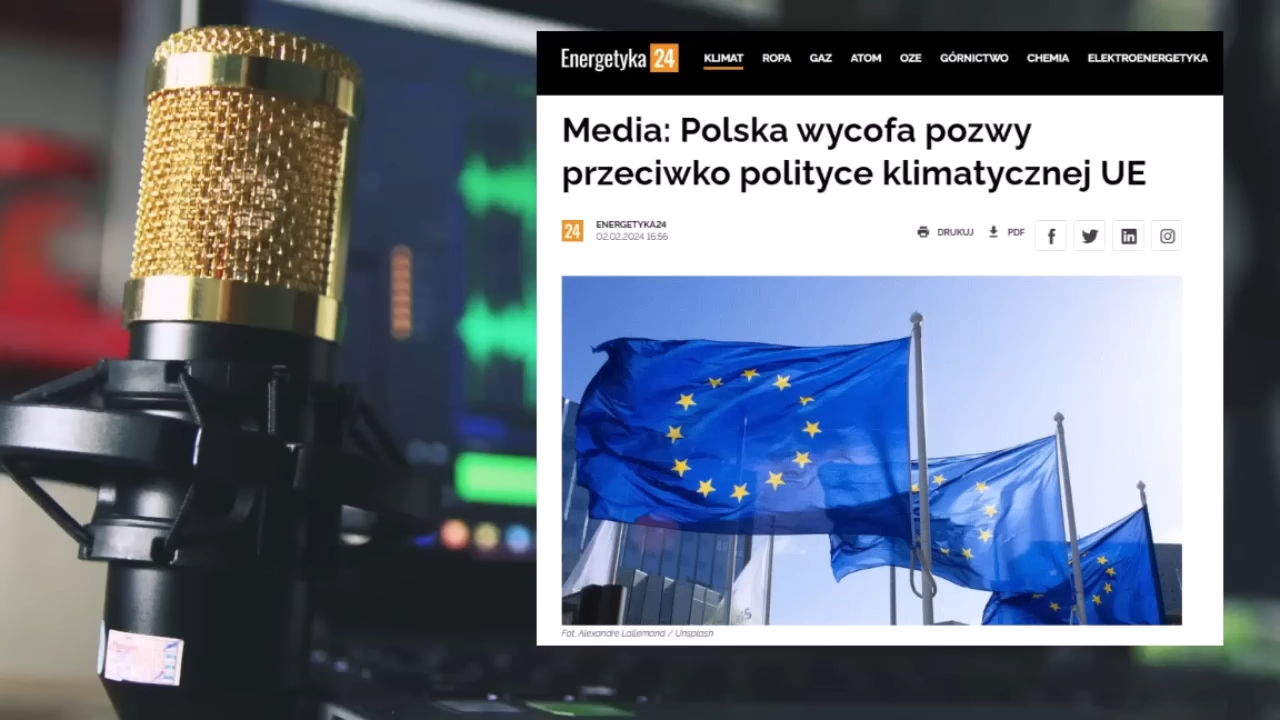 Energetyka 24
KLIMAT ROPA GAZ ATOM OZE GÓRNICTWO CHEMIA ELEKTROENERGETYKA
Media: Polska wycofa pozwy
przeciwko polityce klimatycznej UE
24 ENERGETYKA24
02.02.2024 16:56
DRUKUJ PDF
Fot. Alexandre Lallemand / Unsplash